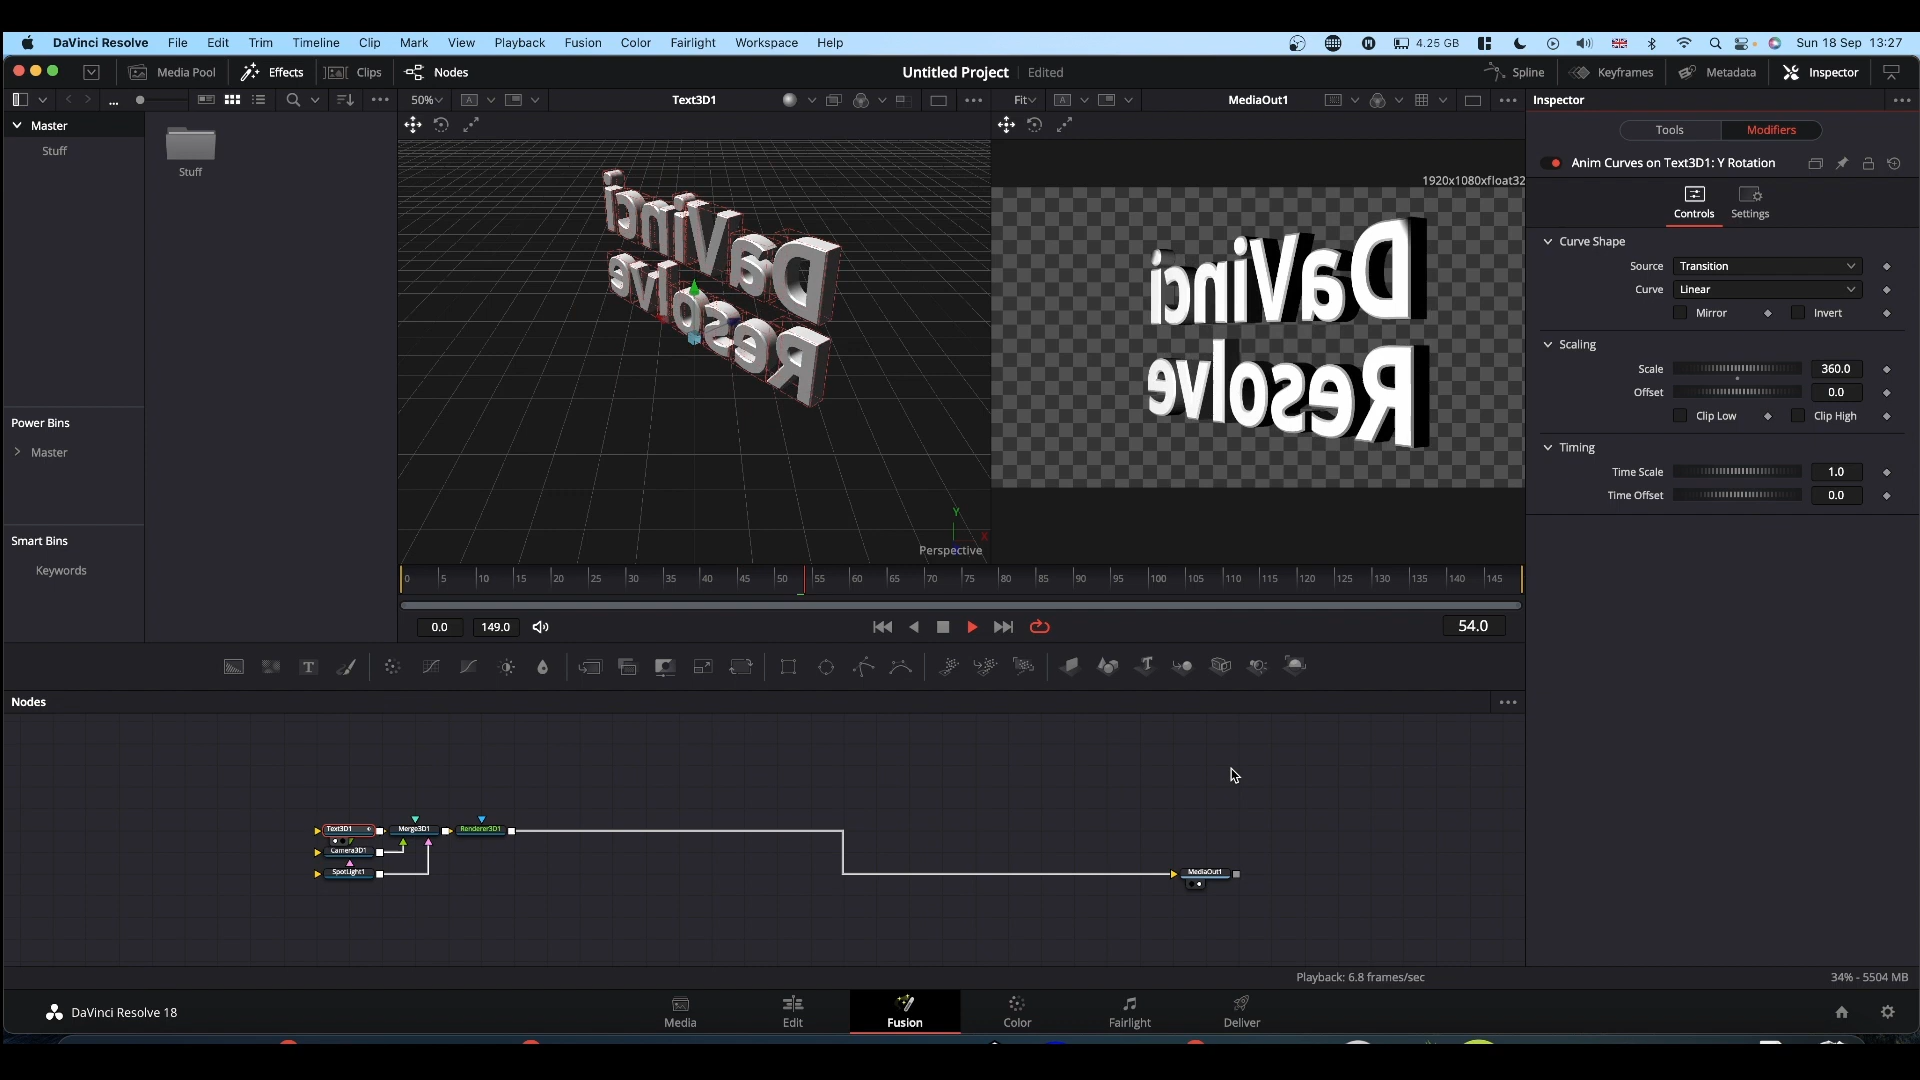 DaVinci Resolve File Edit Trim Timeline Clip Mark View Playback Fusion Color Fairlight Workspace Help 4.25 GB Sun 18 Sep 13:27
Media Pool Effects Clips Nodes Untitled Project Edited Spline Keyframes Metadata Inspector
... 50% Text3D1 Fit MediaOut1 Inspector
Master
Stuff
Stuff
Tools Modifiers
Anim Curves on Text3D1: Y Rotation
1920x1080xfloat32
Controls Settings
DaVinci
Resolve
DaVinci
Resolve
Curve Shape
Source Transition
Curve Linear
Mirror Invert
Scaling
Scale 360.0
Offset 0.0
Clip Low Clip High
Timing
Time Scale 1.0
Time Offset 0.0
Power Bins
Master
Smart Bins
Keywords
Y
X
Perspective
0 5 10 15 20 25 30 35 40 45 50 55 60 65 70 75 80 85 90 95 100 105 110 115 120 125 130 135 140 145
0.0 149.0 54.0
Nodes
Text3D1 Merge3D1 Renderer3D1
Camera3D1
SpotLight1 MediaOut1
Playback: 6.8 frames/sec 34% - 5504 MB
DaVinci Resolve 18 Media Edit Fusion Color Fairlight Deliver